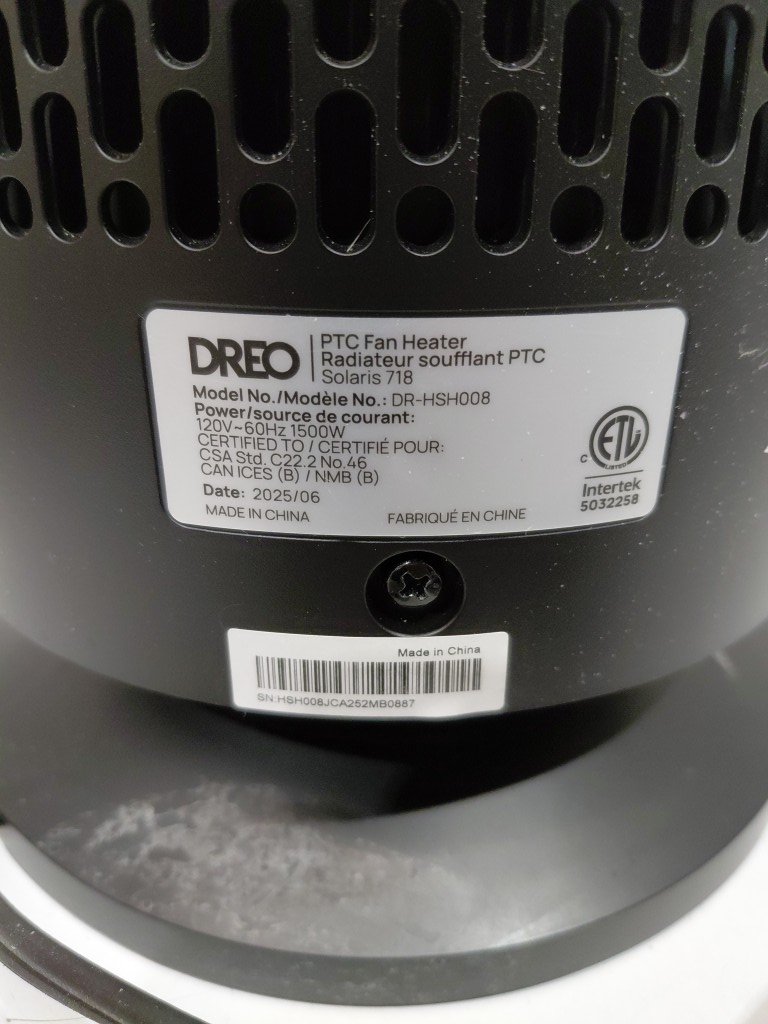 DREO
PTC Fan Heater
Radiateur soufflant PTC
Solaris 718
Model No./Modèle No.: DR-HSH008
Power/source de courant:
120V~60Hz 1500W
CERTIFIED TO / CERTIFIÉ POUR:
CSA Std. C22.2 No.46
CAN ICES (B) / NMB (B)
Date: 2025/06
MADE IN CHINA
FABRIQUÉ EN CHINE
ETL
C
LISTED
Intertek
5032258
Made in China
SN:HSH008JCA252MB0887